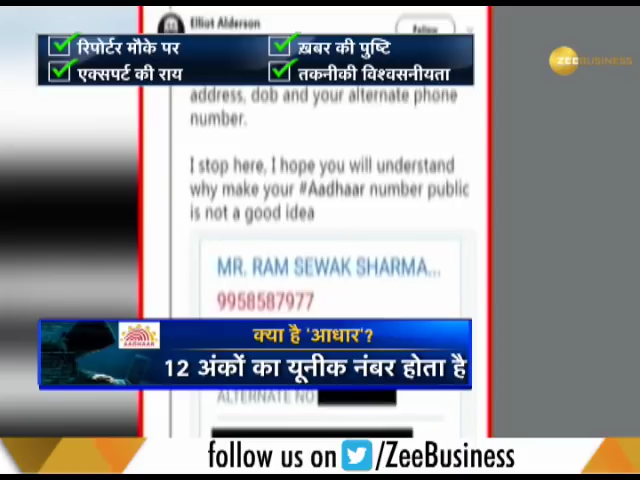 Elliot Alderson
Follow
रिपोर्टर मौके पर
ख़बर की पुष्टि
एक्सपर्ट की राय
तकनीकी विश्वसनीयता
ZEEBUSINESS
address, dob and your alternate phone
number.
I stop here, I hope you will understand
why make your #Aadhaar number public
is not a good idea
MR. RAM SEWAK SHARMA...
9958587977
AADHAAR
क्या है 'आधार'?
12 अंकों का यूनीक नंबर होता है
ALTERNATE NO
follow us on /ZeeBusiness